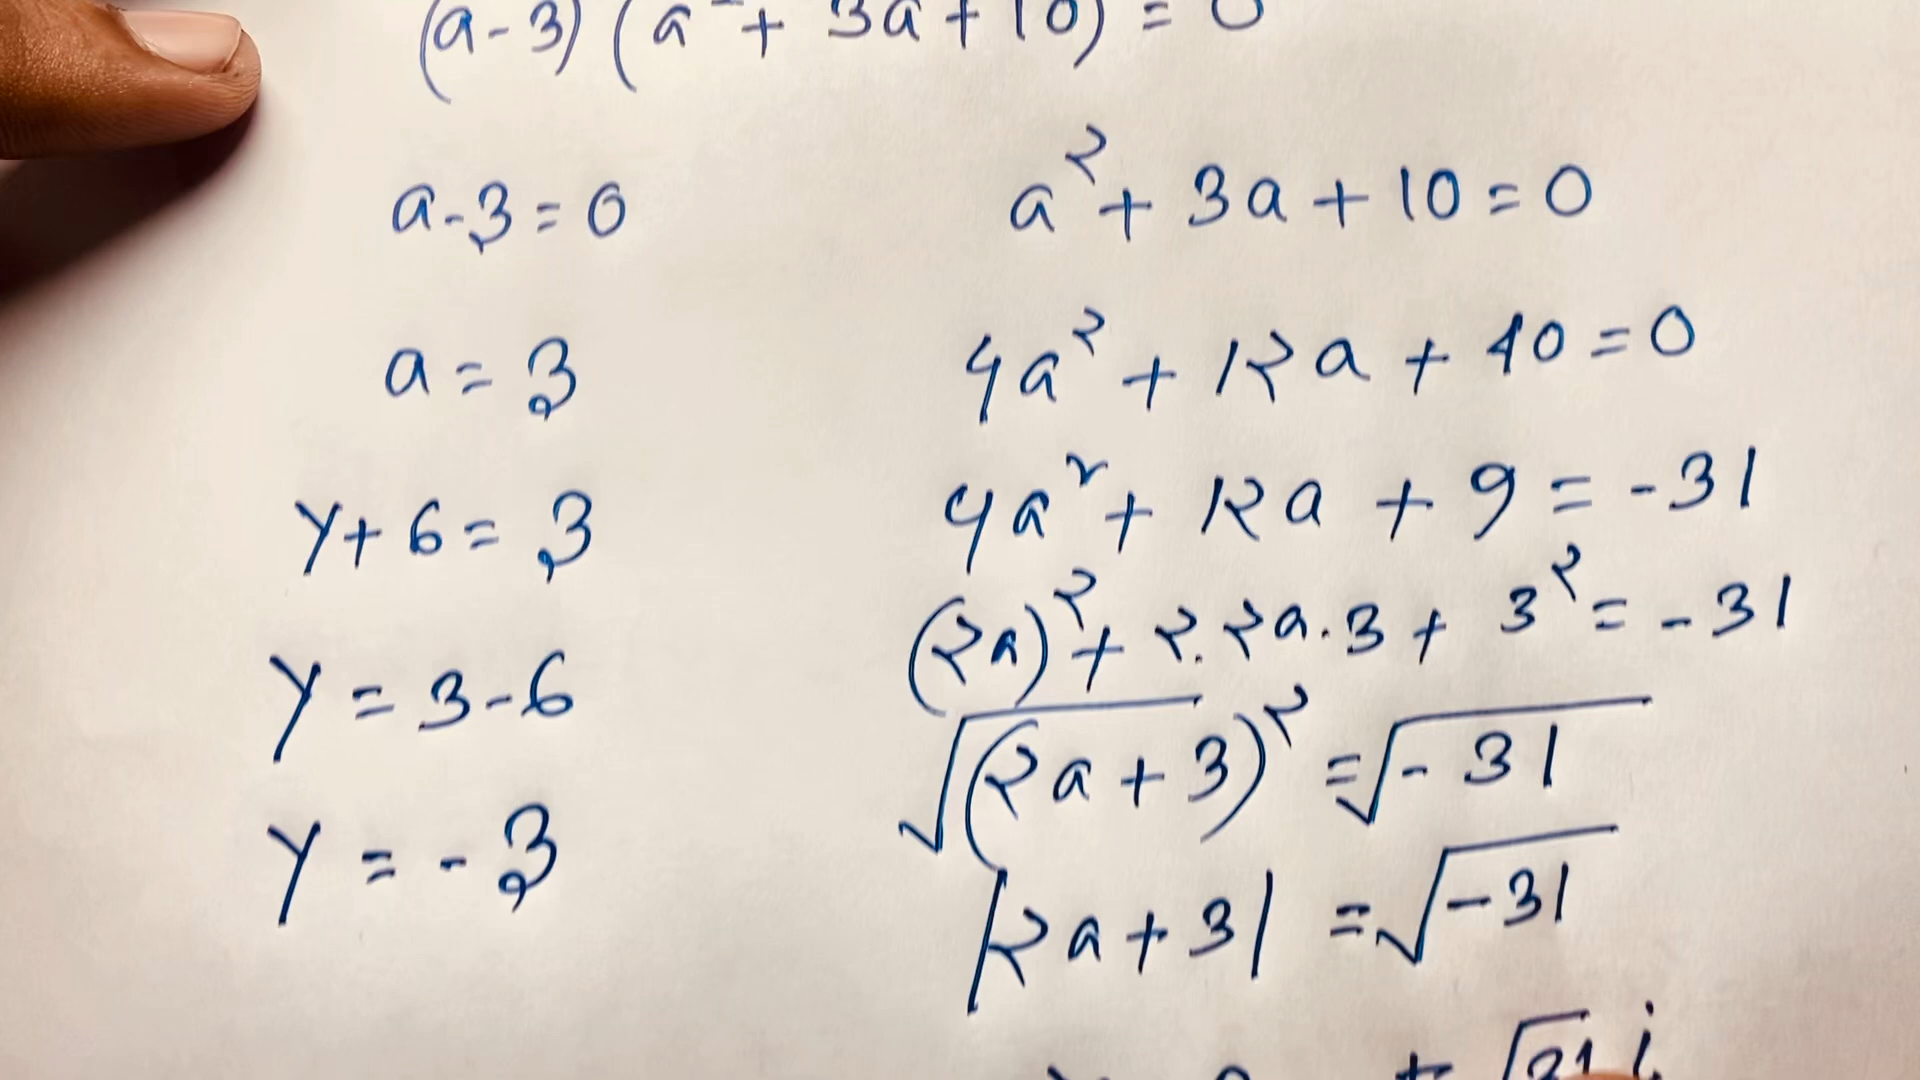 (a-3)(a²+3a+10)=0
a-3=0
a=3
y+6=3
y=3-6
y=-3
a²+3a+10=0
4a²+12a+40=0
4a²+12a+9=-31
(2a)²+2.2a.3+3²=-31
√(2a+3)²=√-31
|2a+3|=√-31
± √31 i